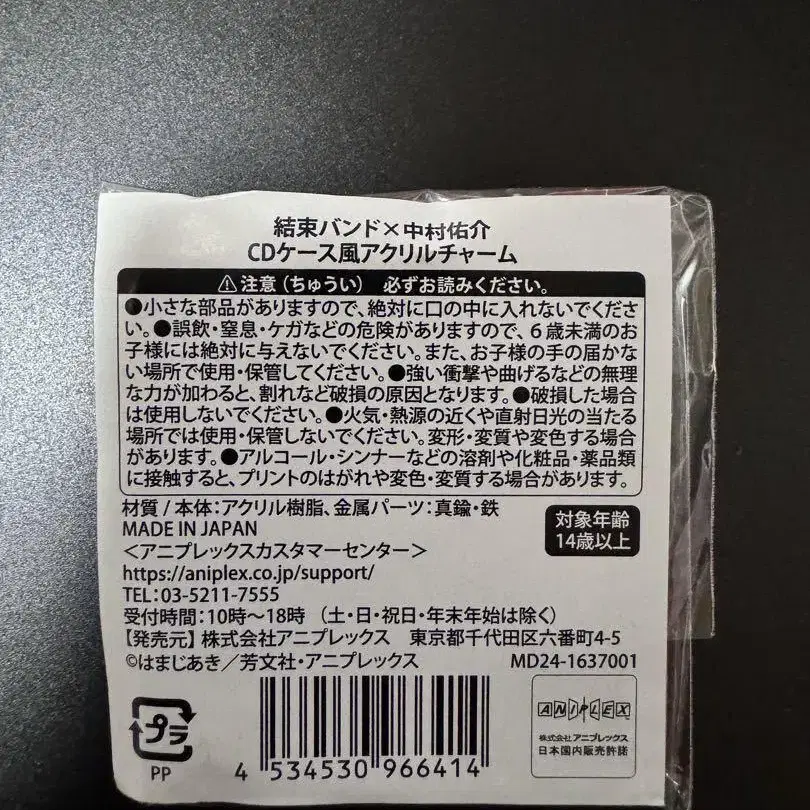 結束バンド×中村佑介
CDケース風アクリルチャーム
⚠注意(ちゅうい) 必ずお読みください。
●小さな部品がありますので、絶対に口の中に入れないでくださ
い。●誤飲・窒息・ケガなどの危険がありますので、6歳未満のお
子様には絶対に与えないでください。また、お子様の手の届かな
い場所で使用・保管してください。●強い衝撃や曲げるなどの無理
な力が加わると、割れなど破損の原因となります。●破損した場合
は使用しないでください。●火気・熱源の近くや直射日光の当たる
場所では使用・保管しないでください。変形・変質や変色する場合
があります。●アルコール・シンナーなどの溶剤や化粧品・薬品類
に接触すると、プリントのはがれや変色・変質する場合があります。
材質/本体:アクリル樹脂、金属パーツ:真鍮・鉄
MADE IN JAPAN
対象年齢
14歳以上
<アニプレックスカスタマーセンター>
https://aniplex.co.jp/support/
TEL:03-5211-7555
受付時間:10時〜18時 (土・日・祝日・年末年始は除く)
【発売元】株式会社アニプレックス 東京都千代田区六番町4-5
©はまじあき/芳文社・アニプレックス MD24-1637001
プラ
PP
4 534530 966414
ANIPLEX
株式会社アニプレックス
日本国内販売許諾